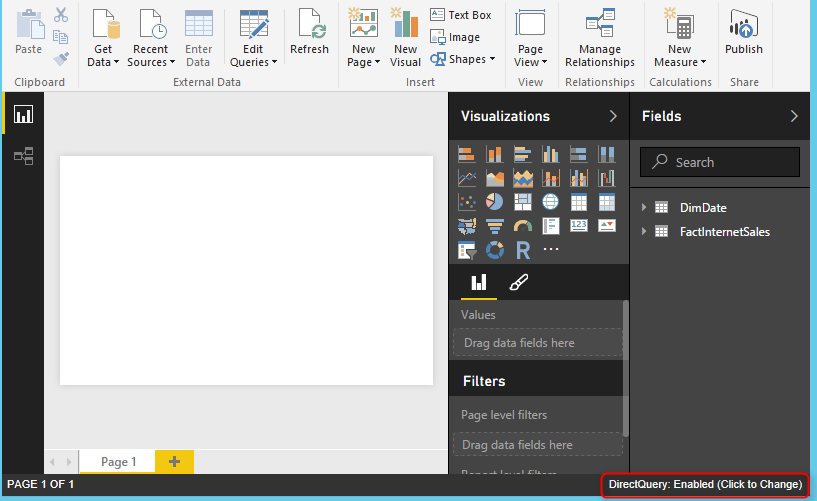 Paste
Get
Data
Recent
Sources
Enter
Data
Edit
Queries
Refresh
New
Page
New
Visual
Text Box
Image
Shapes
Page
View
Manage
Relationships
New
Measure
Publish
Clipboard
External Data
Insert
View
Relationships
Calculations
Share
Visualizations
123
R
Values
Drag data fields here
Filters
Page level filters
Drag data fields here
Report level filters
Fields
Search
DimDate
FactInternetSales
Page 1
PAGE 1 OF 1
DirectQuery: Enabled (Click to Change)